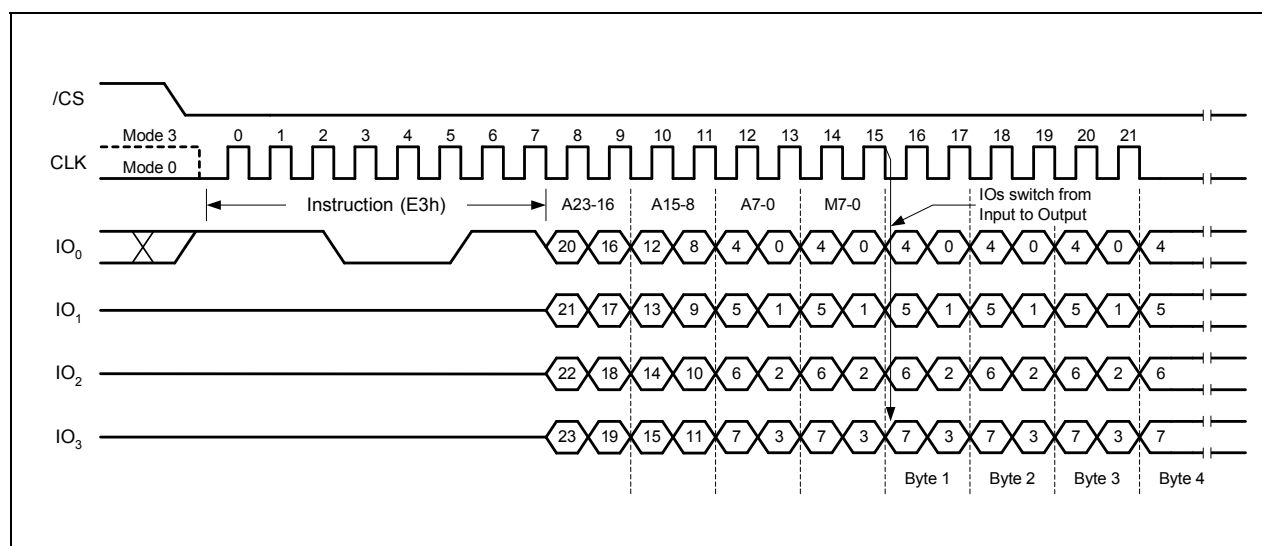 /CS
Mode 3
0 1 2 3 4 5 6 7 8 9 10 11 12 13 14 15 16 17 18 19 20 21
CLK
Mode 0
Instruction (E3h) A23-16 A15-8 A7-0 M7-0
IOs switch from
Input to Output
IO0 20 16 12 8 4 0 4 0 4 0 4 0 4 0 4
IO1 21 17 13 9 5 1 5 1 5 1 5 1 5 1 5
IO2 22 18 14 10 6 2 6 2 6 2 6 2 6 2 6
IO3 23 19 15 11 7 3 7 3 7 3 7 3 7 3 7
Byte 1 Byte 2 Byte 3 Byte 4